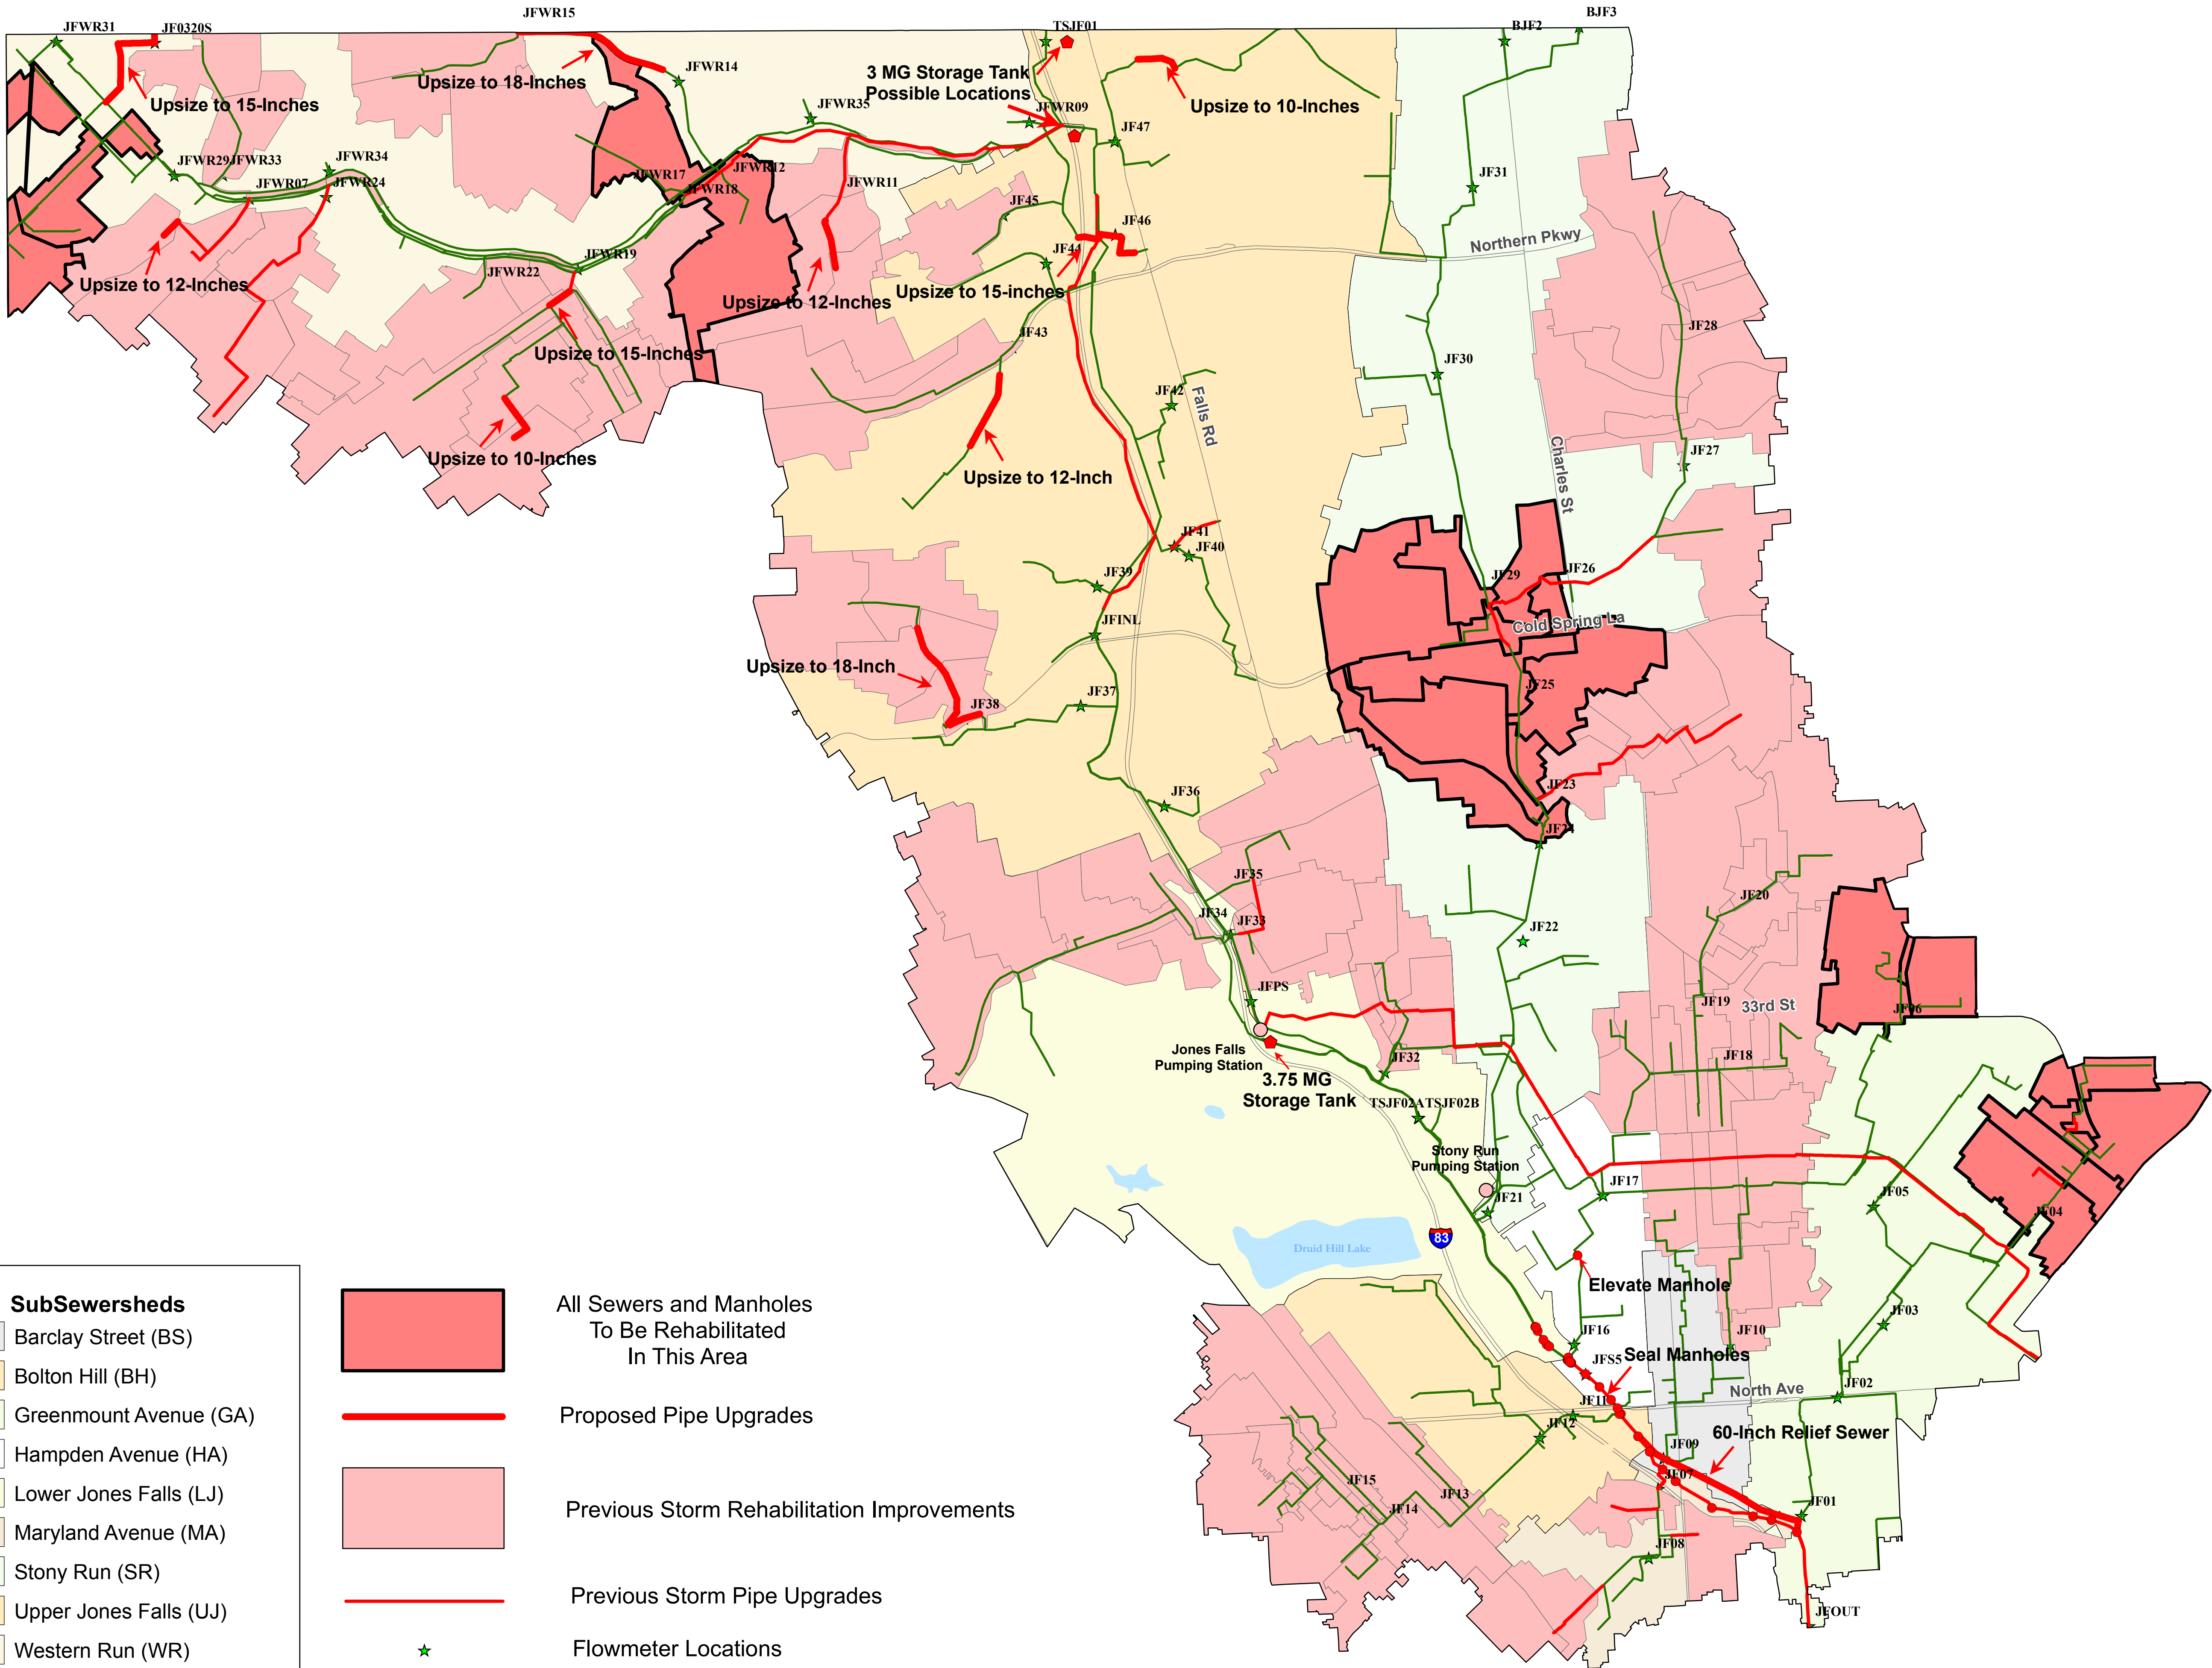 JFWR15
BJF3
JFWR31
JF0320S
TSJF01
BJF2
JFWR14
3 MG Storage Tank
Possible Locations
Upsize to 18-Inches
Upsize to 15-Inches
JFWR35
JFWR09
Upsize to 10-Inches
JF47
JFWR29
JFWR33
JFWR34
JFWR07
JFWR24
JFWR17
JFWR12
JFWR18
JFWR11
JF31
JF45
JF46
JF44
Northern Pkwy
JFWR19
JFWR22
Upsize to 12-Inches
Upsize to 12-Inches
Upsize to 15-inches
JF43
JF28
Upsize to 15-Inches
JF30
JF42
Falls Rd
Upsize to 10-Inches
Upsize to 12-Inch
Charles St
JF27
JF41
JF40
JF39
JF29
JF26
JFINL
Cold Spring La
Upsize to 18-Inch
JF38
JF37
JF25
JF36
JF23
JF24
JF35
JF34
JF33
JF20
JF22
JFPS
JF19
33rd St
JF06
Jones Falls
Pumping Station
3.75 MG
Storage Tank
JF32
JF18
TSJF02A
TSJF02B
Stony Run
Pumping Station
JF21
JF17
JF05
JF04
83
Druid Hill Lake
Elevate Manhole
JF03
JF16
JF10
JFS5
Seal Manholes
North Ave
JF02
JF11
JF12
60-Inch Relief Sewer
JF09
JF07
JF15
JF14
JF13
JF01
JF08
JFOUT
SubSewersheds
Barclay Street (BS)
Bolton Hill (BH)
Greenmount Avenue (GA)
Hampden Avenue (HA)
Lower Jones Falls (LJ)
Maryland Avenue (MA)
Stony Run (SR)
Upper Jones Falls (UJ)
Western Run (WR)
All Sewers and Manholes
To Be Rehabilitated
In This Area
Proposed Pipe Upgrades
Previous Storm Rehabilitation Improvements
Previous Storm Pipe Upgrades
Flowmeter Locations